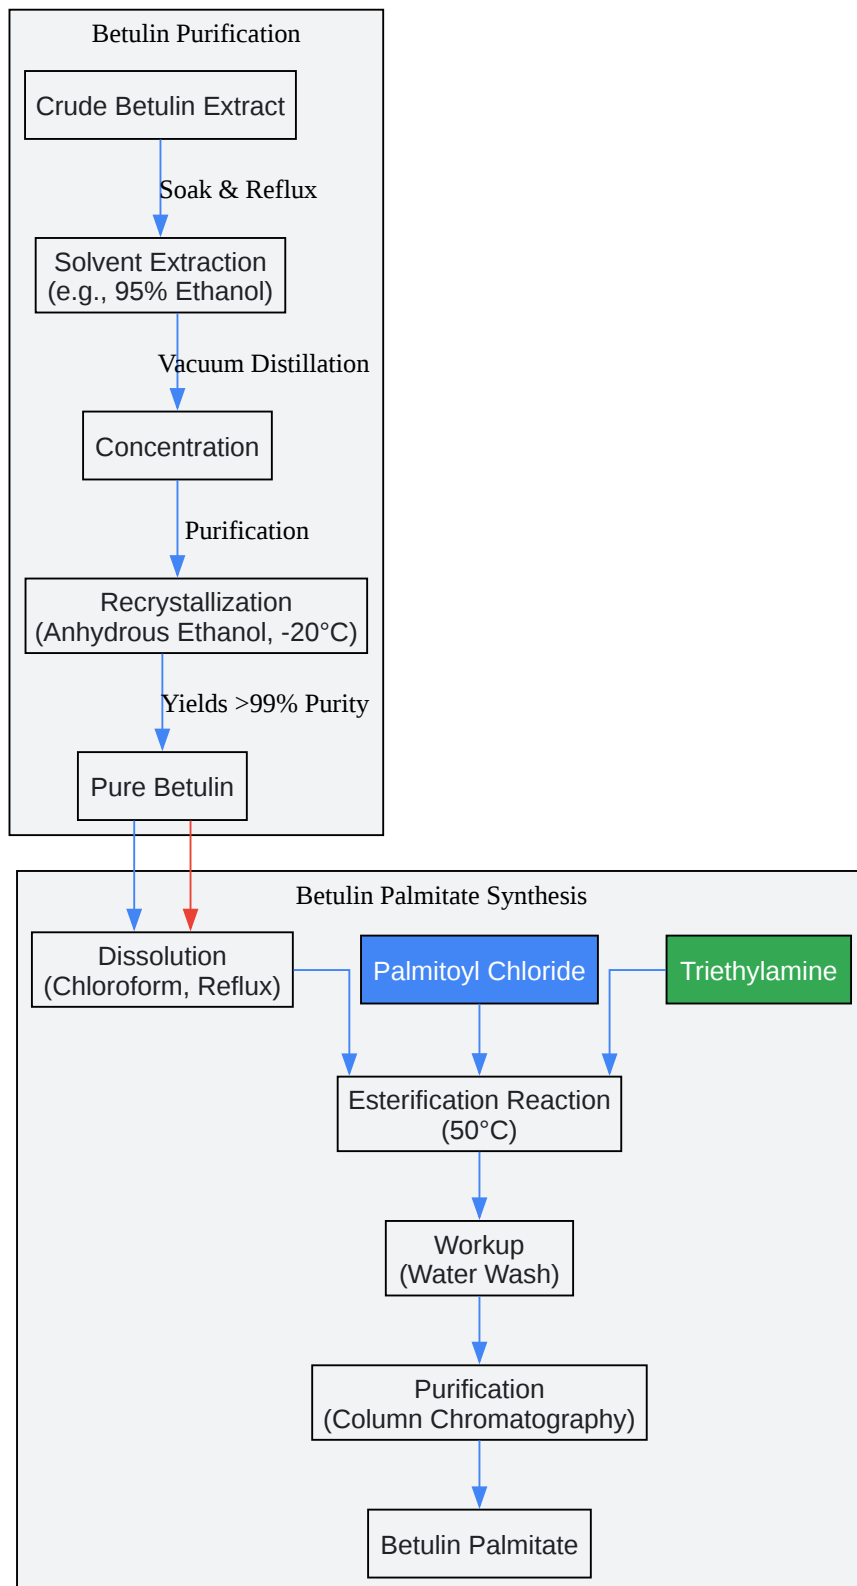 Betulin Purification
Crude Betulin Extract
Soak & Reflux
Solvent Extraction
(e.g., 95% Ethanol)
Vacuum Distillation
Concentration
Purification
Recrystallization
(Anhydrous Ethanol, -20°C)
Yields >99% Purity
Pure Betulin
Betulin Palmitate Synthesis
Dissolution
(Chloroform, Reflux)
Palmitoyl Chloride
Triethylamine
Esterification Reaction
(50°C)
Workup
(Water Wash)
Purification
(Column Chromatography)
Betulin Palmitate